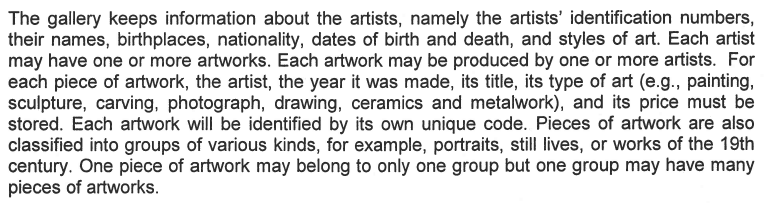 The gallery keeps information about the artists, namely the artists' identification numbers,
their names, birthplaces, nationality, dates of birth and death, and styles of art. Each artist
may have one or more artworks. Each artwork may be produced by one or more artists. For
each piece of artwork, the artist, the year it was made, its title, its type of art (e.g., painting,
sculpture, carving, photograph, drawing, ceramics and metalwork), and its price must be
stored. Each artwork will be identified by its own unique code. Pieces of artwork are also
classified into groups of various kinds, for example, portraits, still lives, or works of the 19th
century. One piece of artwork may belong to only one group but one group may have many
pieces of artworks.